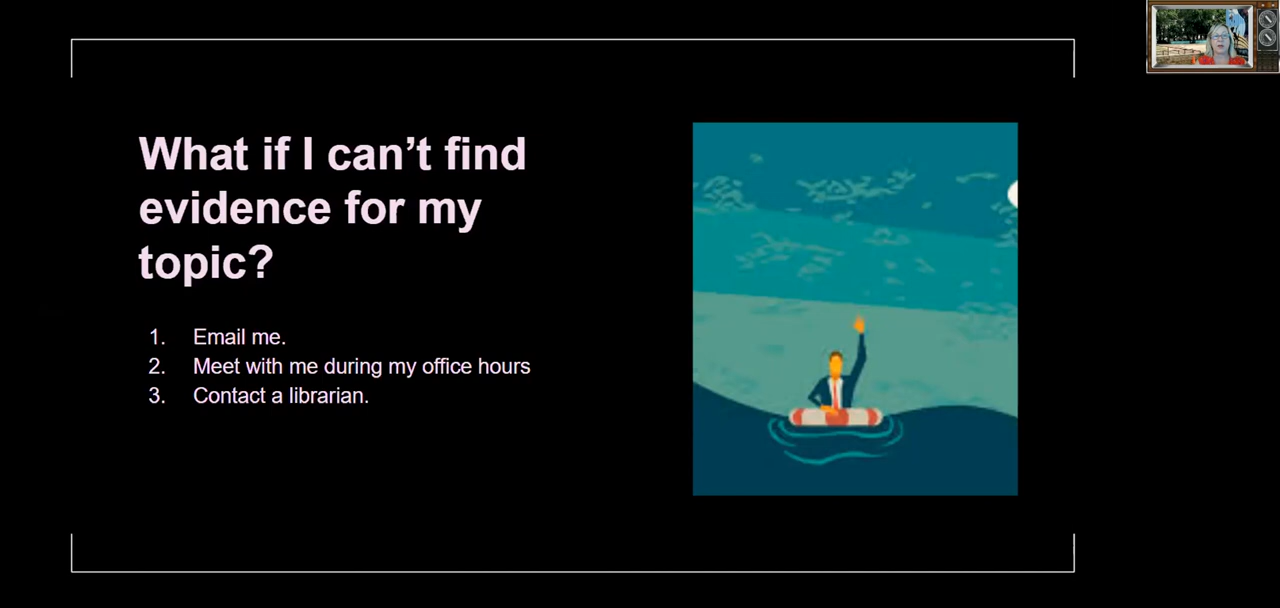 What if I can’t find
evidence for my
topic?
1. Email me.
2. Meet with me during my office hours
3. Contact a librarian.